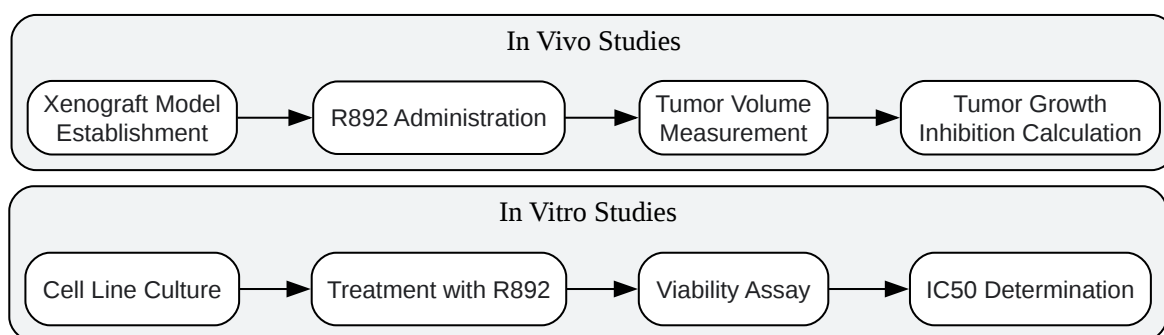 In Vivo Studies
Xenograft Model
Establishment
R892 Administration
Tumor Volume
Measurement
Tumor Growth
Inhibition Calculation
In Vitro Studies
Cell Line Culture
Treatment with R892
Viability Assay
IC50 Determination